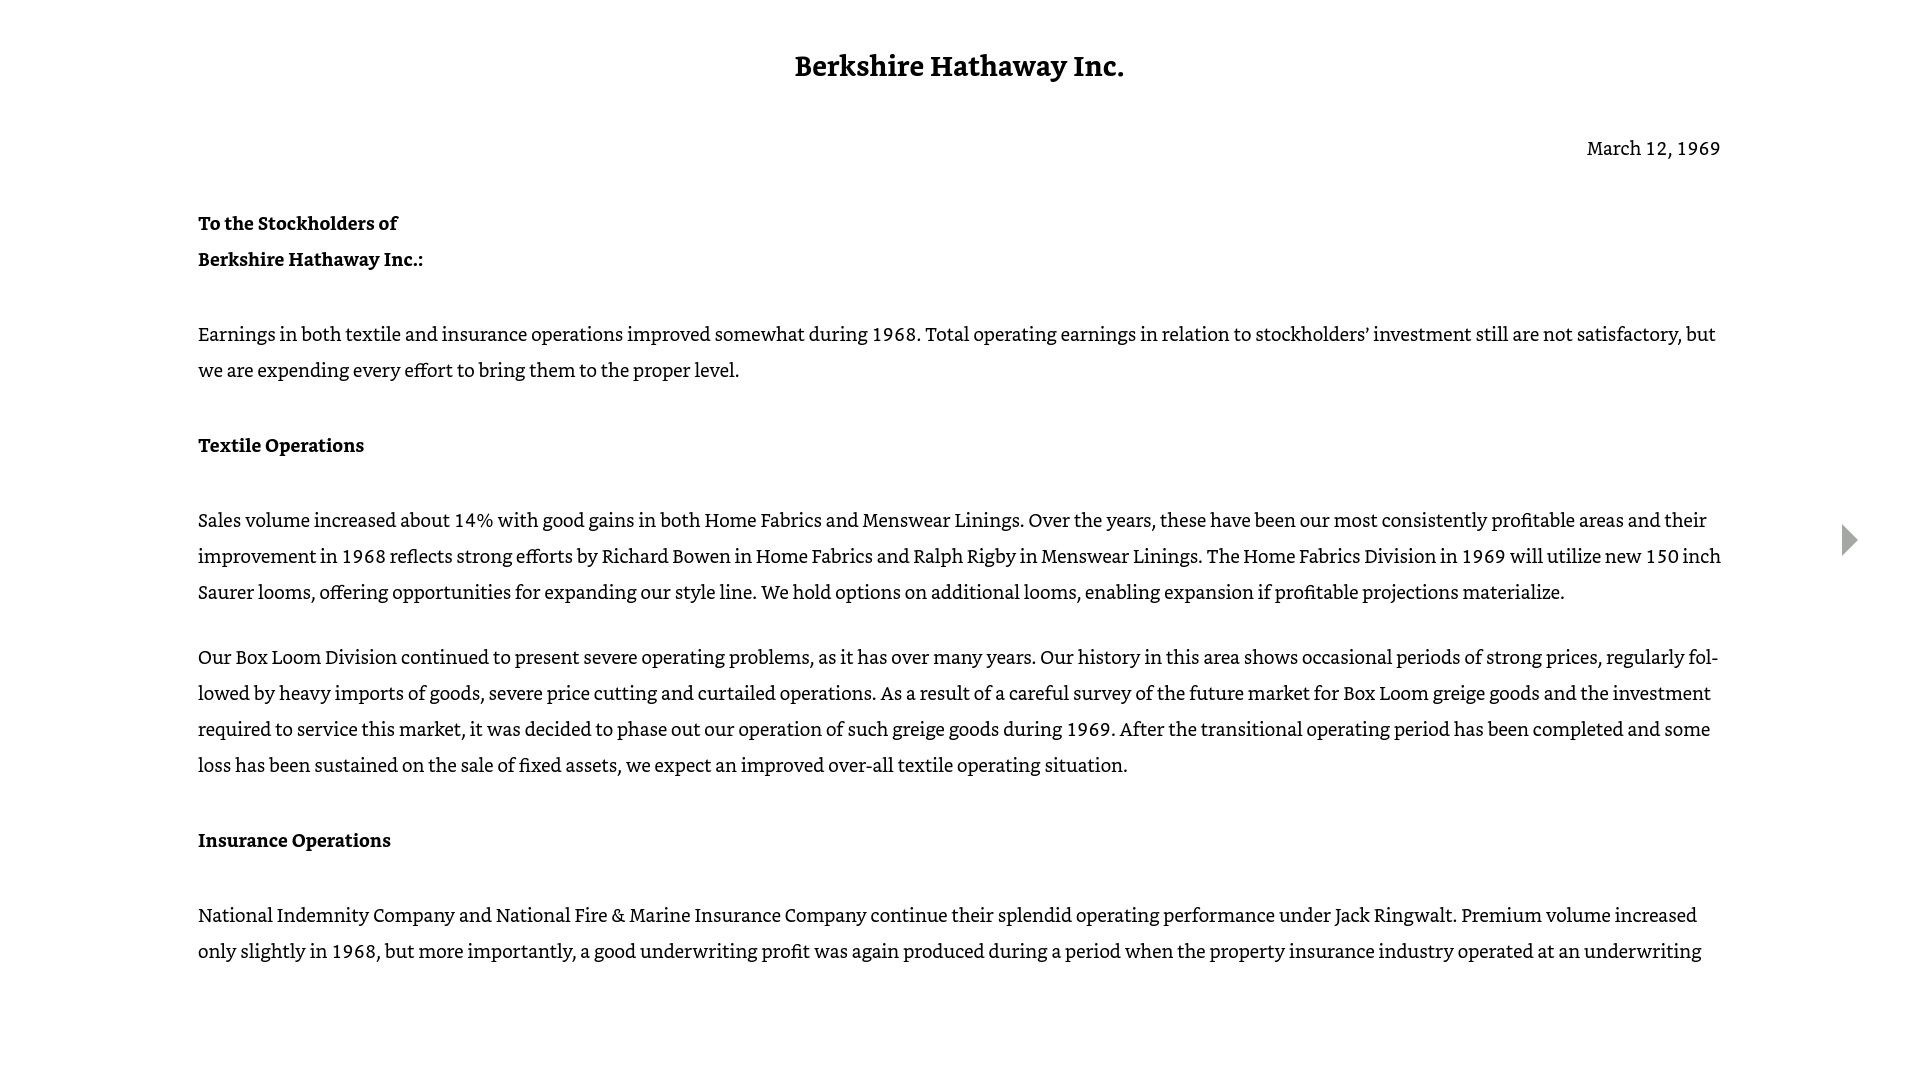 Berkshire Hathaway Inc.
March 12, 1969
To the Stockholders of
Berkshire Hathaway Inc.:
Earnings in both textile and insurance operations improved somewhat during 1968. Total operating earnings in relation to stockholders’ investment still are not satisfactory, but
we are expending every effort to bring them to the proper level.
Textile Operations
Sales volume increased about 14% with good gains in both Home Fabrics and Menswear Linings. Over the years, these have been our most consistently profitable areas and their
improvement in 1968 reflects strong efforts by Richard Bowen in Home Fabrics and Ralph Rigby in Menswear Linings. The Home Fabrics Division in 1969 will utilize new 150 inch
Saurer looms, offering opportunities for expanding our style line. We hold options on additional looms, enabling expansion if profitable projections materialize.
Our Box Loom Division continued to present severe operating problems, as it has over many years. Our history in this area shows occasional periods of strong prices, regularly fol-
lowed by heavy imports of goods, severe price cutting and curtailed operations. As a result of a careful survey of the future market for Box Loom greige goods and the investment
required to service this market, it was decided to phase out our operation of such greige goods during 1969. After the transitional operating period has been completed and some
loss has been sustained on the sale of fixed assets, we expect an improved over-all textile operating situation.
Insurance Operations
National Indemnity Company and National Fire & Marine Insurance Company continue their splendid operating performance under Jack Ringwalt. Premium volume increased
only slightly in 1968, but more importantly, a good underwriting profit was again produced during a period when the property insurance industry operated at an underwriting